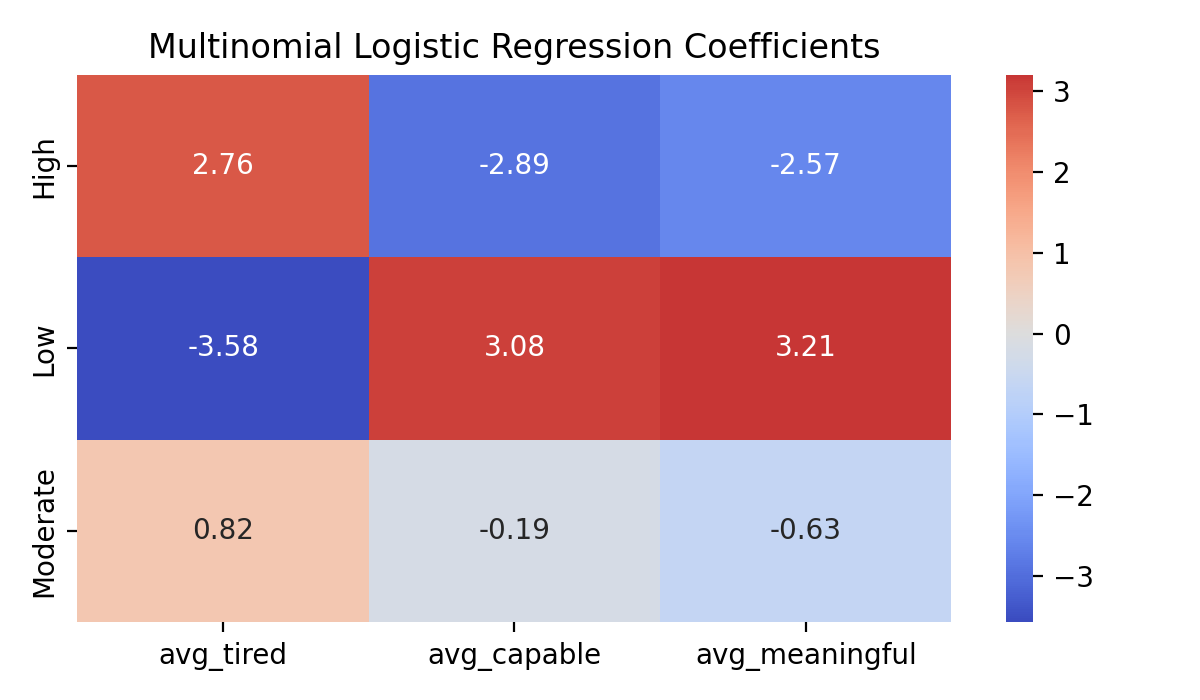 Multinomial Logistic Regression Coefficients
High
2.76
-2.89
-2.57
Low
-3.58
3.08
3.21
Moderate
0.82
-0.19
-0.63
avg_tired
avg_capable
avg_meaningful
3
2
1
0
−1
−2
−3